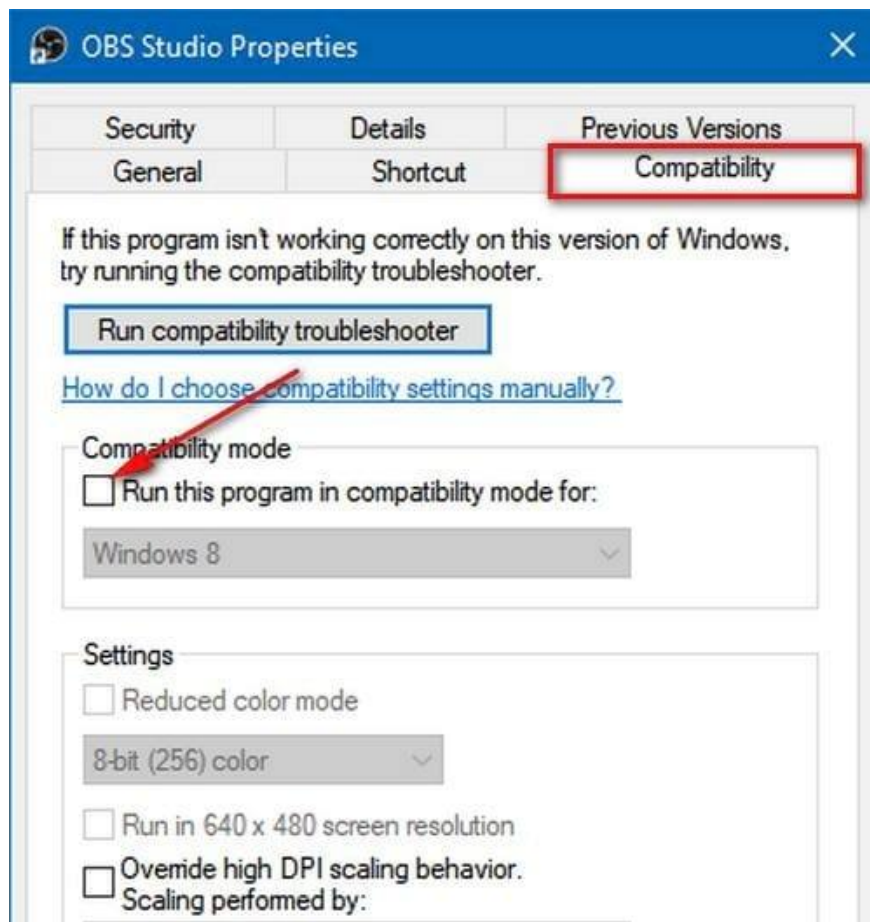 OBS Studio Properties
Security Details Previous Versions
General Shortcut Compatibility
If this program isn't working correctly on this version of Windows,
try running the compatibility troubleshooter.
Run compatibility troubleshooter
How do I choose compatibility settings manually?
Compatibility mode
Run this program in compatibility mode for:
Windows 8
Settings
Reduced color mode
8-bit (256) color
Run in 640 x 480 screen resolution
Override high DPI scaling behavior.
Scaling performed by: